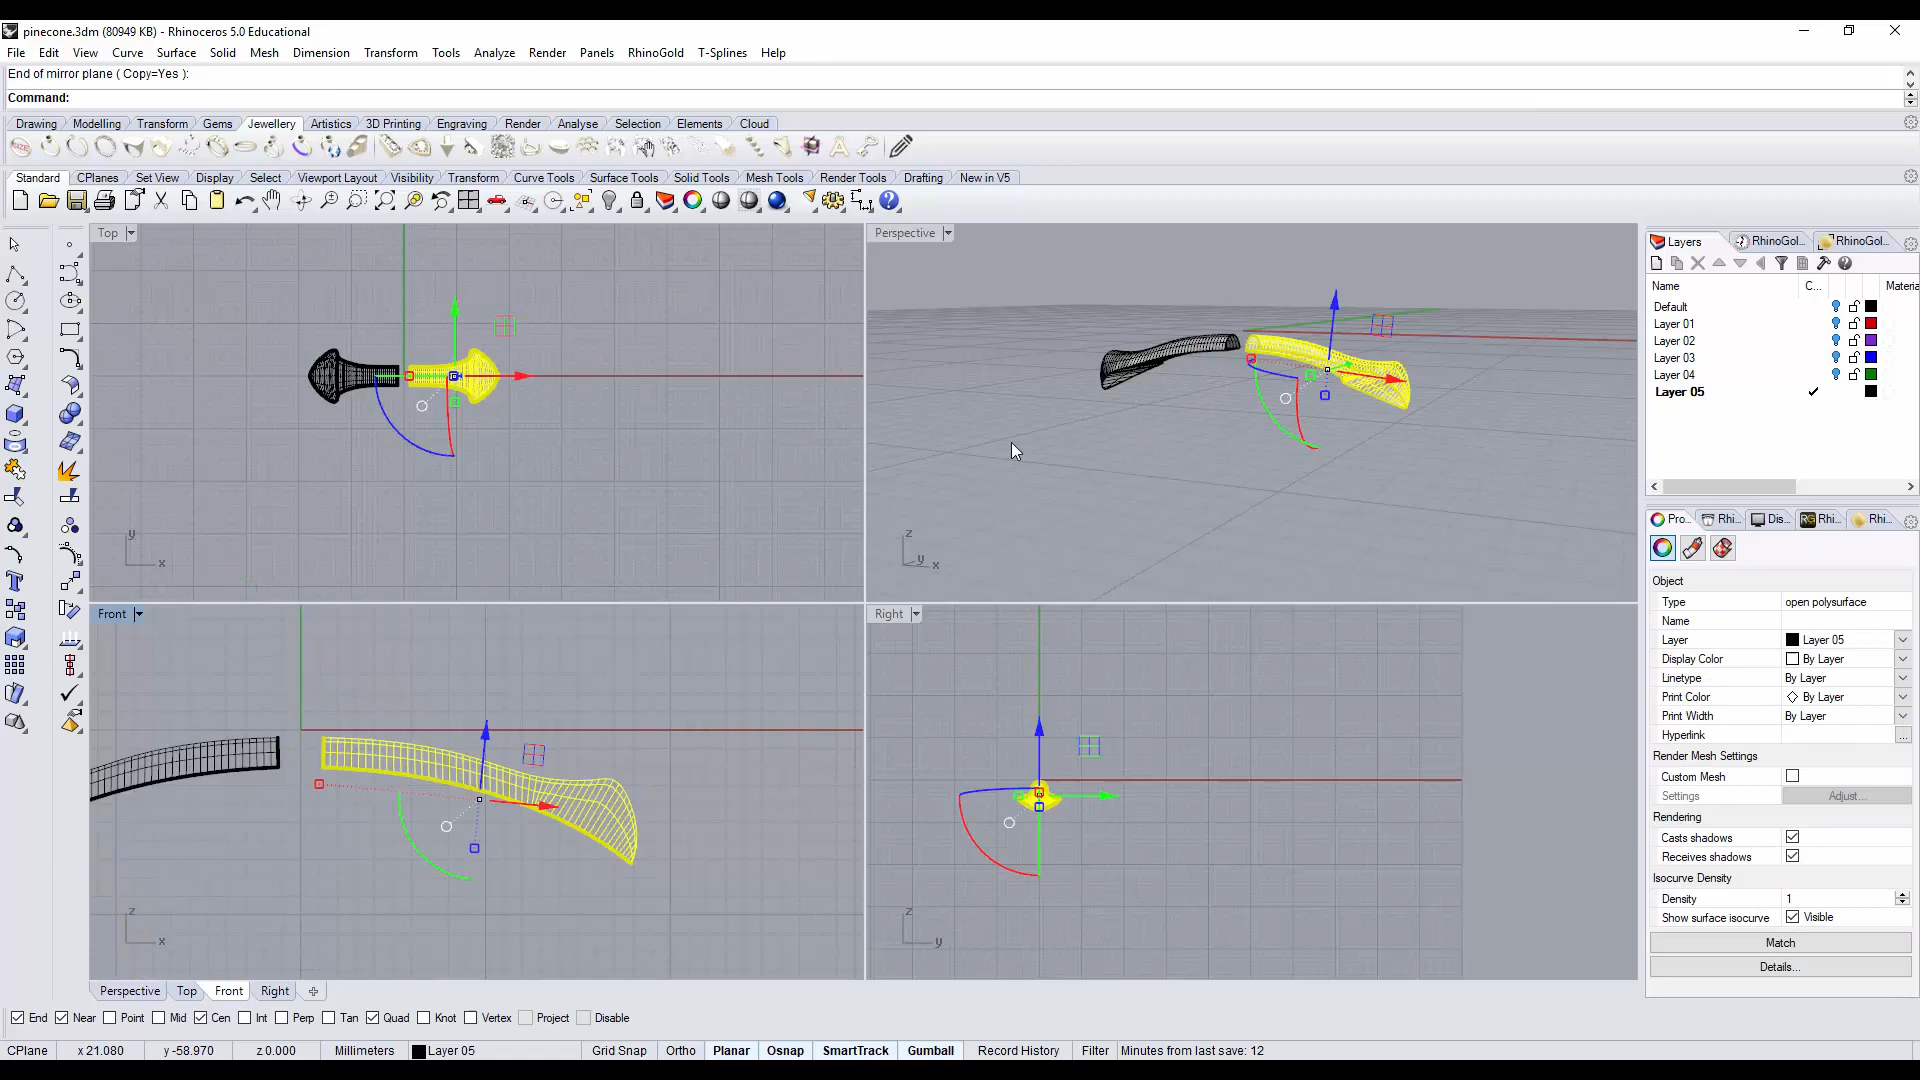 pinecone.3dm (80949 KB) - Rhinoceros 5.0 Educational
File Edit View Curve Surface Solid Mesh Dimension Transform Tools Analyze Render Panels RhinoGold T-Splines Help
End of mirror plane ( Copy=Yes ):
Command:
Drawing Modelling Transform Gems Jewellery Artistics 3D Printing Engraving Render Analyse Selection Elements Cloud
Standard CPlanes Set View Display Select Viewport Layout Visibility Transform Curve Tools Surface Tools Solid Tools Mesh Tools Render Tools Drafting New in V5
Top
y
x
Perspective
z
y
x
Front
z
x
Right
z
y
Layers RhinoGol... RhinoGol...
Name C... Materia
Default
Layer 01
Layer 02
Layer 03
Layer 04
Layer 05
Pro... Rhi... Dis... Rhi... Rhi...
Object
Type open polysurface
Name
Layer Layer 05
Display Color By Layer
Linetype By Layer
Print Color By Layer
Print Width By Layer
Hyperlink ...
Render Mesh Settings
Custom Mesh
Settings Adjust...
Rendering
Casts shadows
Receives shadows
Isocurve Density
Density 1
Show surface isocurve Visible
Match
Details...
Perspective Top Front Right
End Near Point Mid Cen Int Perp Tan Quad Knot Vertex Project Disable
CPlane x 21.080 y -58.970 z 0.000 Millimeters Layer 05 Grid Snap Ortho Planar Osnap SmartTrack Gumball Record History Filter Minutes from last save: 12